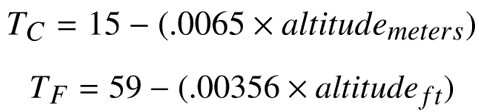 T_C = 15 − (.0065 × altitude_meters)
T_F = 59 − (.00356 × altitude_ft)